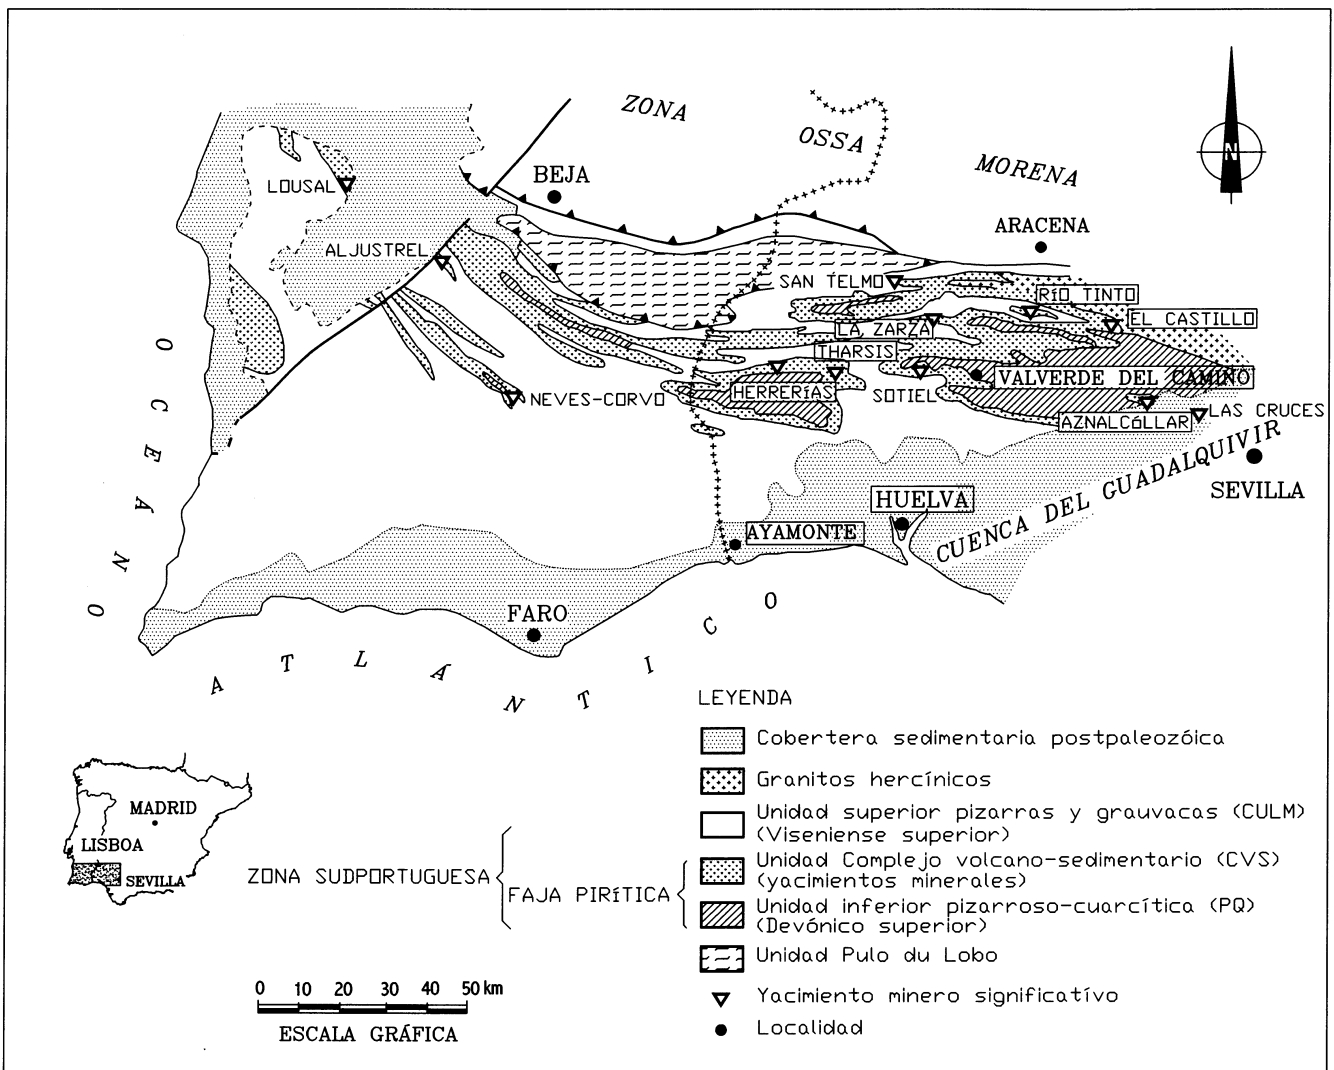 ZONA
OSSA
MORENA
N
BEJA
LOUSAL
ARACENA
ALJUSTREL
SAN TELMO
RÍO TINTO
EL CASTILLO
LA ZARZA
THARSIS
VALVERDE DEL CAMINO
HERRERÍAS
SOTIEL
NEVES-CORVO
LAS CRUCES
AZNALCÓLLAR
SEVILLA
HUELVA
CUENCA DEL GUADALQUIVIR
AYAMONTE
FARO
OCEÁNO
ATLÁNTICO
LEYENDA
Cobertera sedimentaria postpaleozóica
Granitos hercínicos
Unidad superior pizarras y grauvacas (CULM)
(Viseniense superior)
Unidad Complejo volcano-sedimentario (CVS)
(yacimientos minerales)
Unidad inferior pizarroso-cuarcítica (PQ)
(Devónico superior)
Unidad Pulo du Lobo
Yacimiento minero significatívo
Localidad
ZONA SUDPORTUGUESA
FAJA PIRÍTICA
MADRID
LISBOA
SEVILLA
0 10 20 30 40 50 km
ESCALA GRÁFICA